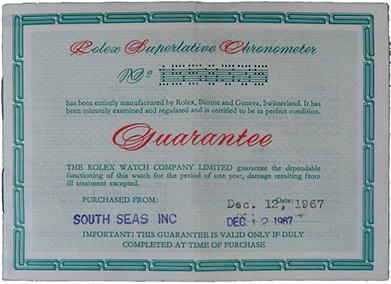 Rolex Superlative Chronometer
No
has been entirely manufactured by Rolex, Bienne and Geneva, Switzerland. It has
been minutely examined and regulated and is certified to be in perfect condition.
Guarantee
THE ROLEX WATCH COMPANY LIMITED guarantee the dependable
functioning of this watch for the period of one year, damage resulting from
ill treatment excepted.
PURCHASED FROM: Date:
Dec. 12, 1967
SOUTH SEAS INC DEC. 12 1967
IMPORTANT! THIS GUARANTEE IS VALID ONLY IF DULY
COMPLETED AT TIME OF PURCHASE